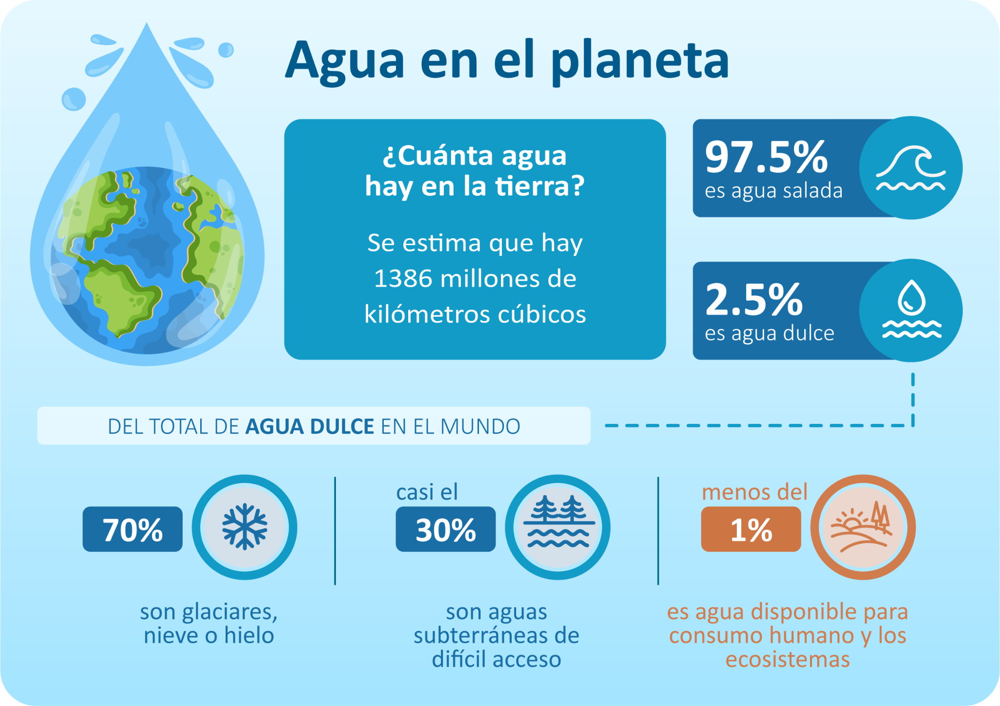 Agua en el planeta
¿Cuánta agua
hay en la tierra?
Se estima que hay
1386 millones de
kilómetros cúbicos
97.5%
es agua salada
2.5%
es agua dulce
DEL TOTAL DE AGUA DULCE EN EL MUNDO
70%
son glaciares,
nieve o hielo
casi el
30%
son aguas
subterráneas de
difícil acceso
menos del
1%
es agua disponible para
consumo humano y los
ecosistemas